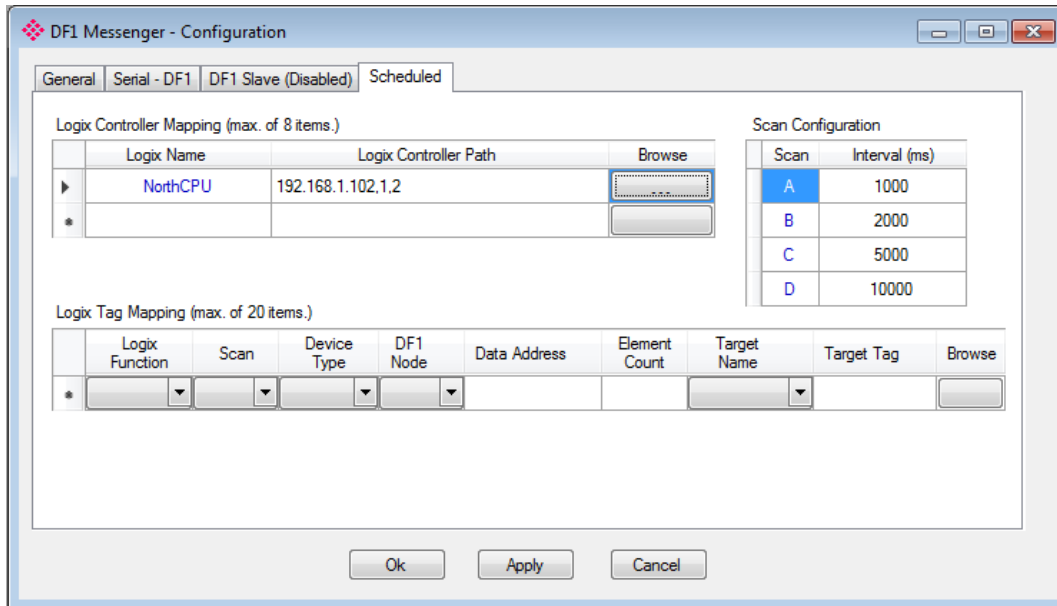 DF1 Messenger - Configuration
General Serial - DF1 DF1 Slave (Disabled) Scheduled
Logix Controller Mapping (max. of 8 items.)
Logix Name Logix Controller Path Browse
NorthCPU 192.168.1.102,1,2 ...
Scan Configuration
Scan Interval (ms)
A 1000
B 2000
C 5000
D 10000
Logix Tag Mapping (max. of 20 items.)
Logix Function Scan Device Type DF1 Node Data Address Element Count Target Name Target Tag Browse
Ok Apply Cancel